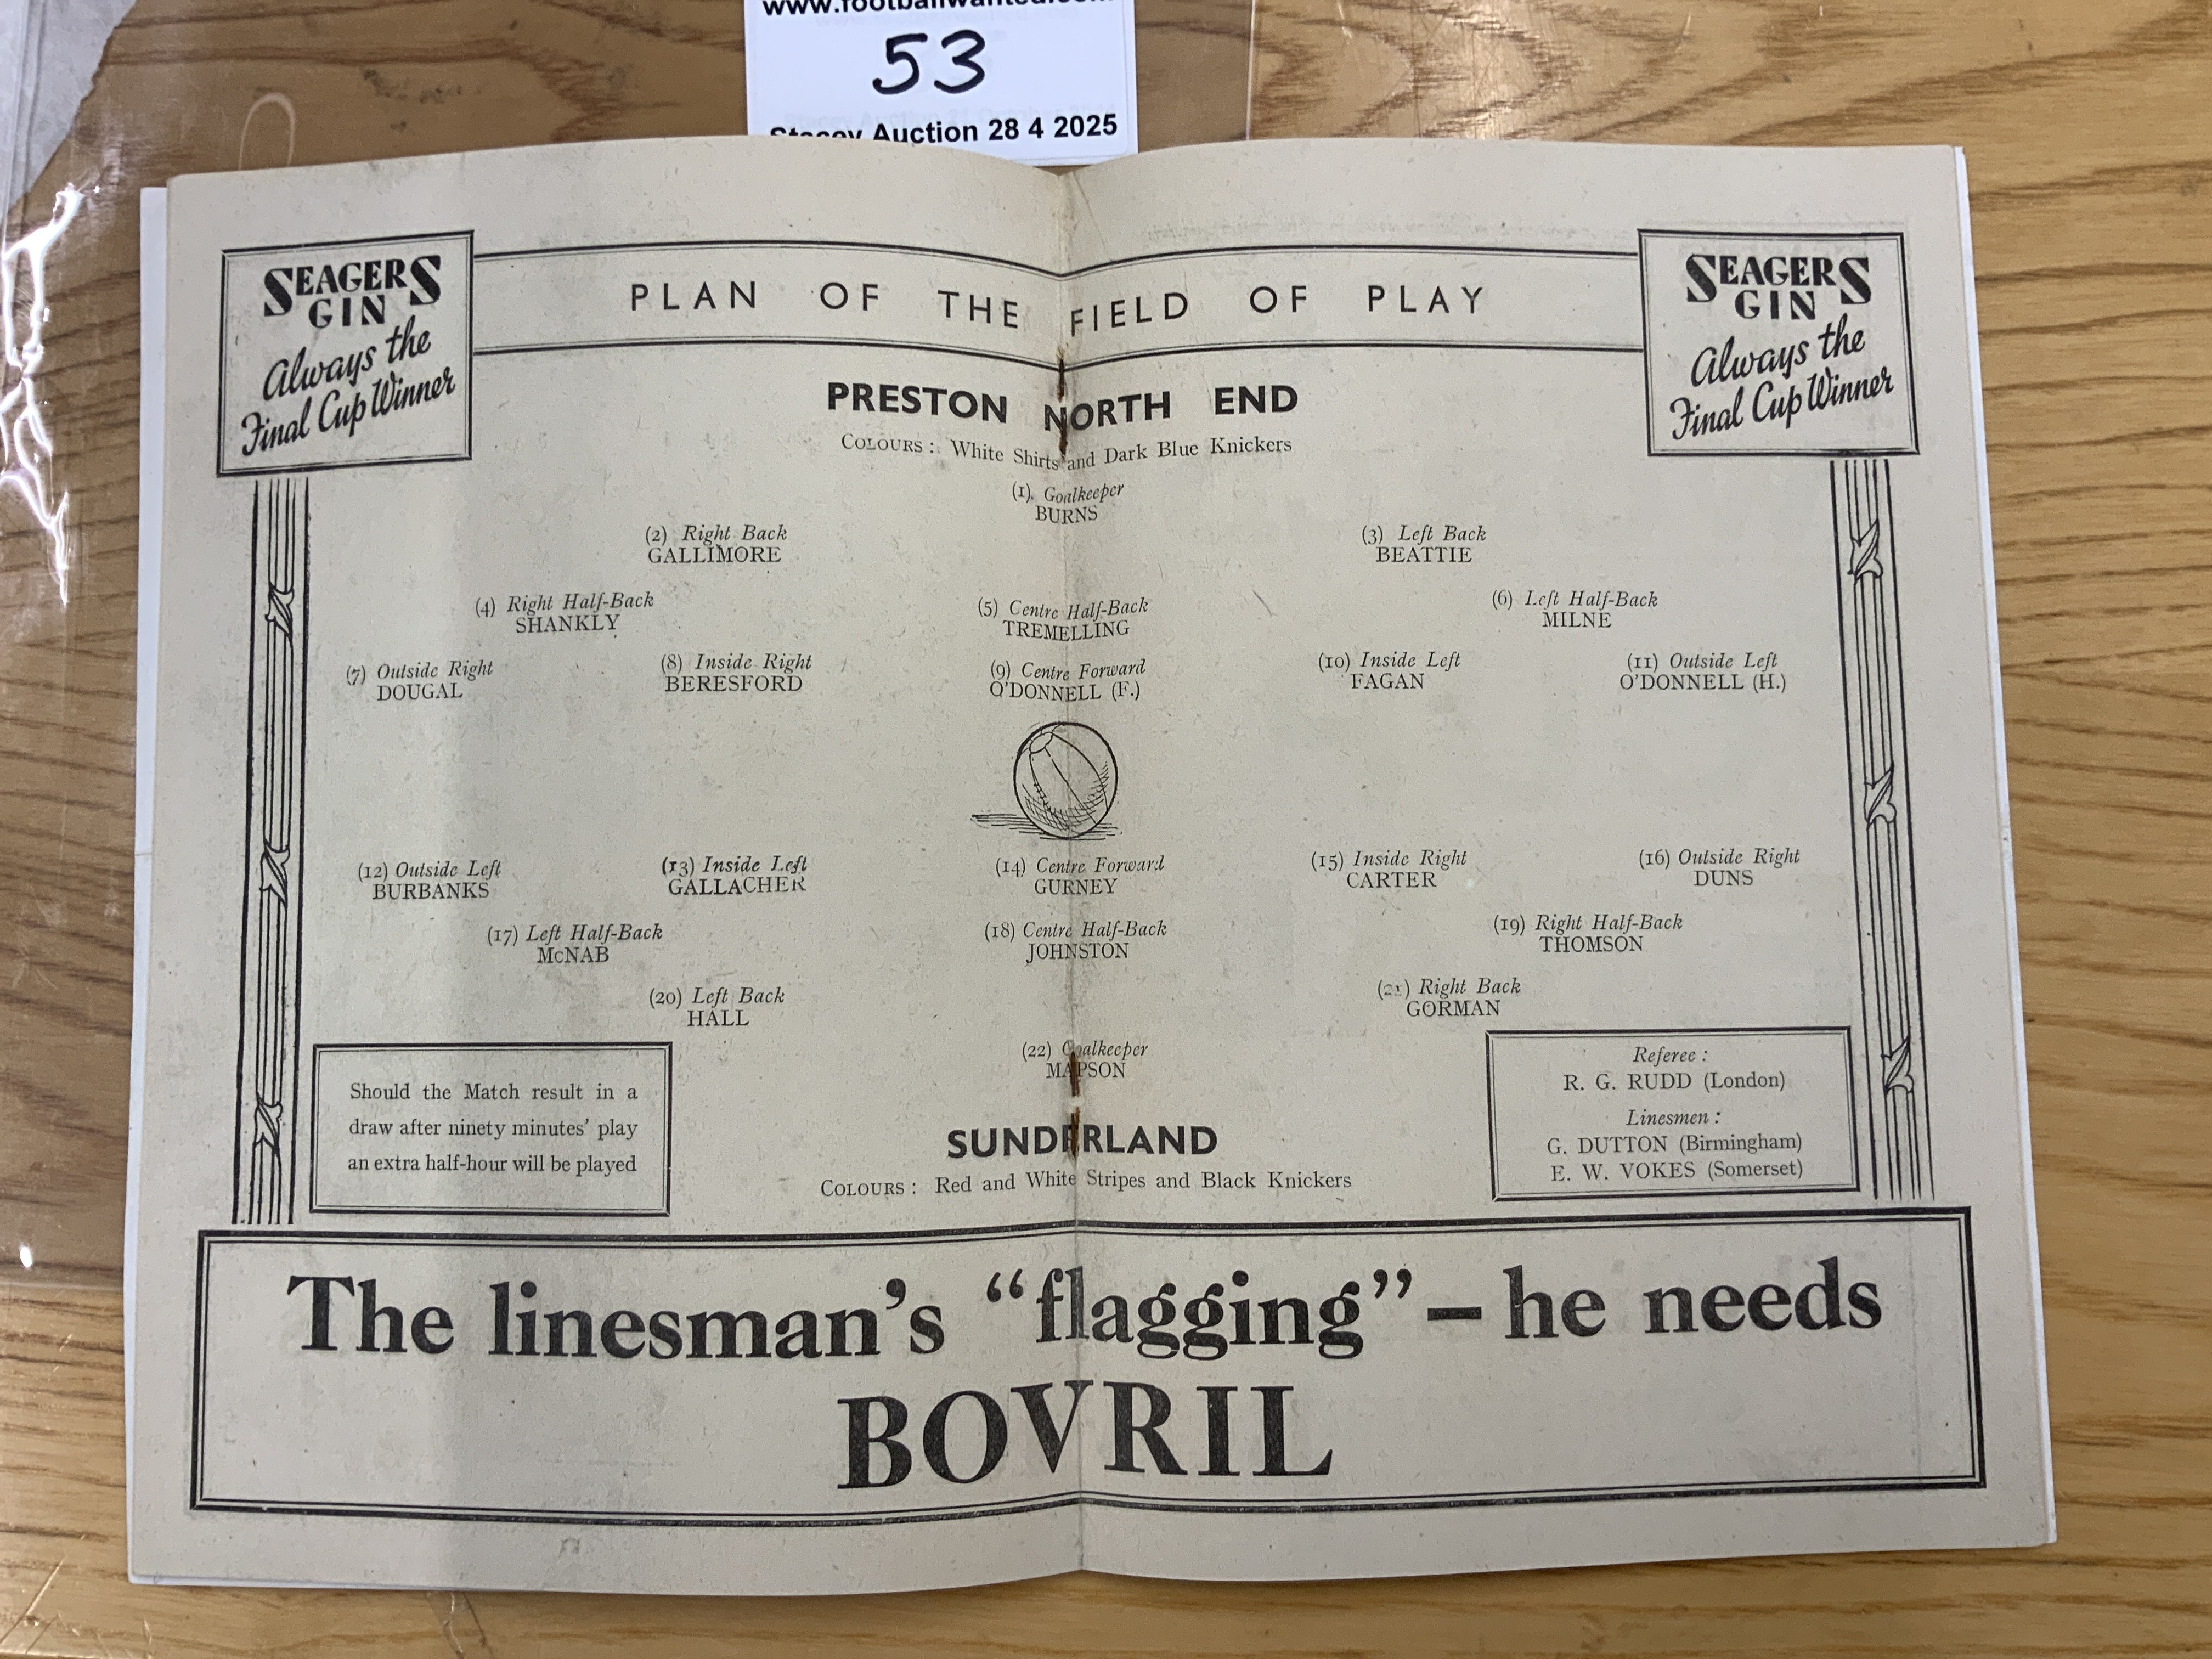 www.footballwanted.com
53
Stacey Auction 28 4 2025
SEAGERS
GIN
Always the
Final Cup Winner
PLAN OF THE FIELD OF PLAY
SEAGERS
GIN
Always the
Final Cup Winner
PRESTON NORTH END
COLOURS: White Shirts and Dark Blue Knickers
(1) Goalkeeper
BURNS
(2) Right Back
GALLIMORE
(3) Left Back
BEATTIE
(4) Right Half-Back
SHANKLY
(5) Centre Half-Back
TREMELLING
(6) Left Half-Back
MILNE
(7) Outside Right
DOUGAL
(8) Inside Right
BERESFORD
(9) Centre Forward
O'DONNELL (F.)
(10) Inside Left
FAGAN
(11) Outside Left
O'DONNELL (H.)
(12) Outside Left
BURBANKS
(13) Inside Left
GALLACHER
(14) Centre Forward
GURNEY
(15) Inside Right
CARTER
(16) Outside Right
DUNS
(17) Left Half-Back
McNAB
(18) Centre Half-Back
JOHNSTON
(19) Right Half-Back
THOMSON
(20) Left Back
HALL
(21) Right Back
GORMAN
(22) Goalkeeper
MAPSON
Should the Match result in a
draw after ninety minutes' play
an extra half-hour will be played
SUNDERLAND
COLOURS: Red and White Stripes and Black Knickers
Referee:
R. G. RUDD (London)
Linesmen:
G. DUTTON (Birmingham)
E. W. VOKES (Somerset)
The linesman's "flagging"—he needs
BOVRIL